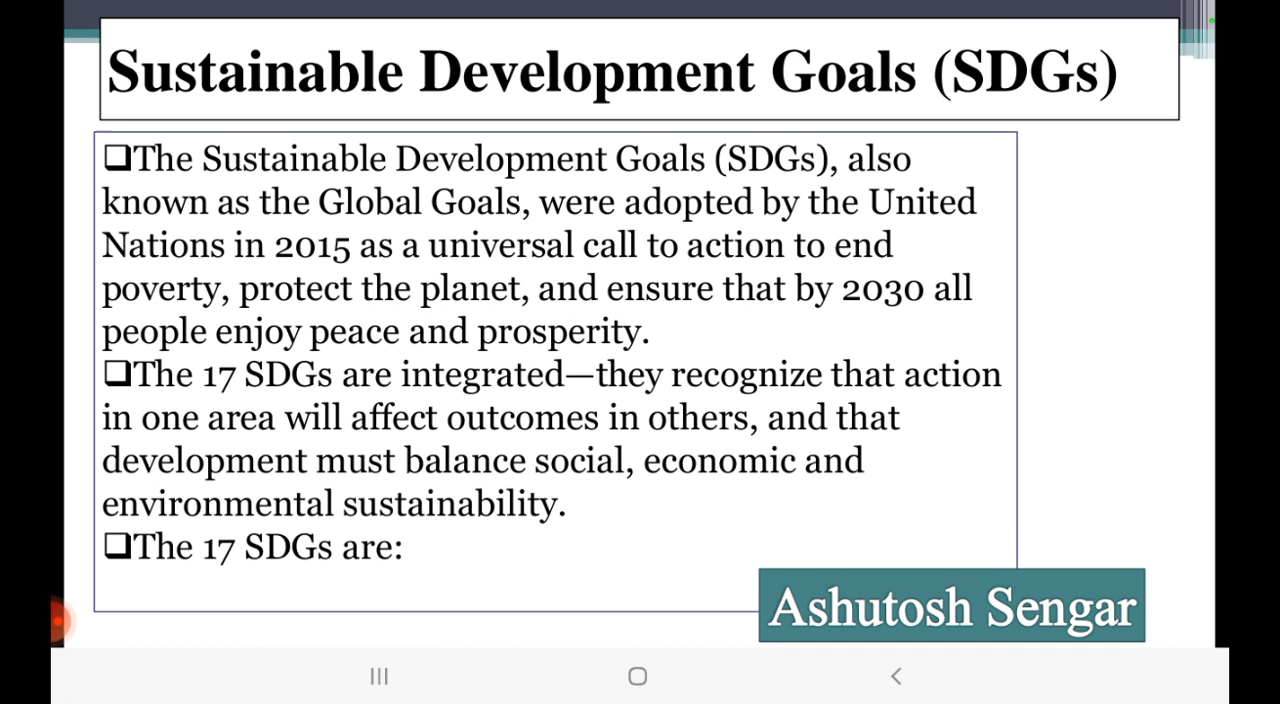 Sustainable Development Goals (SDGs)
❑The Sustainable Development Goals (SDGs), also
known as the Global Goals, were adopted by the United
Nations in 2015 as a universal call to action to end
poverty, protect the planet, and ensure that by 2030 all
people enjoy peace and prosperity.
❑The 17 SDGs are integrated—they recognize that action
in one area will affect outcomes in others, and that
development must balance social, economic and
environmental sustainability.
❑The 17 SDGs are:
Ashutosh Sengar